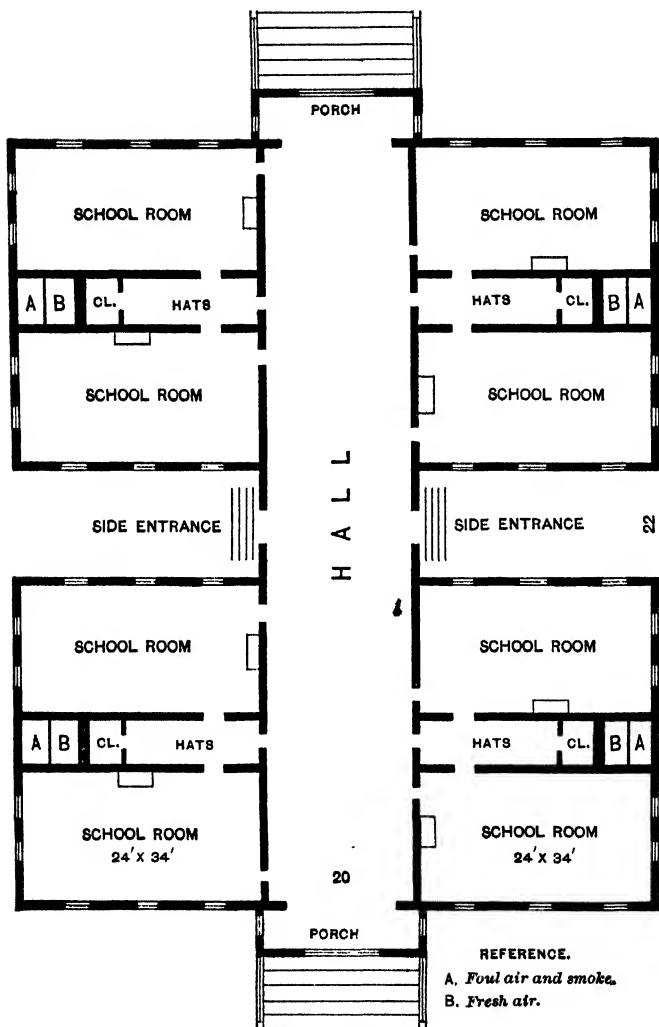 PORCH
SCHOOL ROOM
SCHOOL ROOM
A B CL. HATS
HATS CL. B A
SCHOOL ROOM
SCHOOL ROOM
HALL
SIDE ENTRANCE
SIDE ENTRANCE
22
SCHOOL ROOM
SCHOOL ROOM
A B CL. HATS
HATS CL. B A
SCHOOL ROOM
24' X 34'
SCHOOL ROOM
24' X 34'
20
PORCH
REFERENCE.
A. Foul air and smoke.
B. Fresh air.